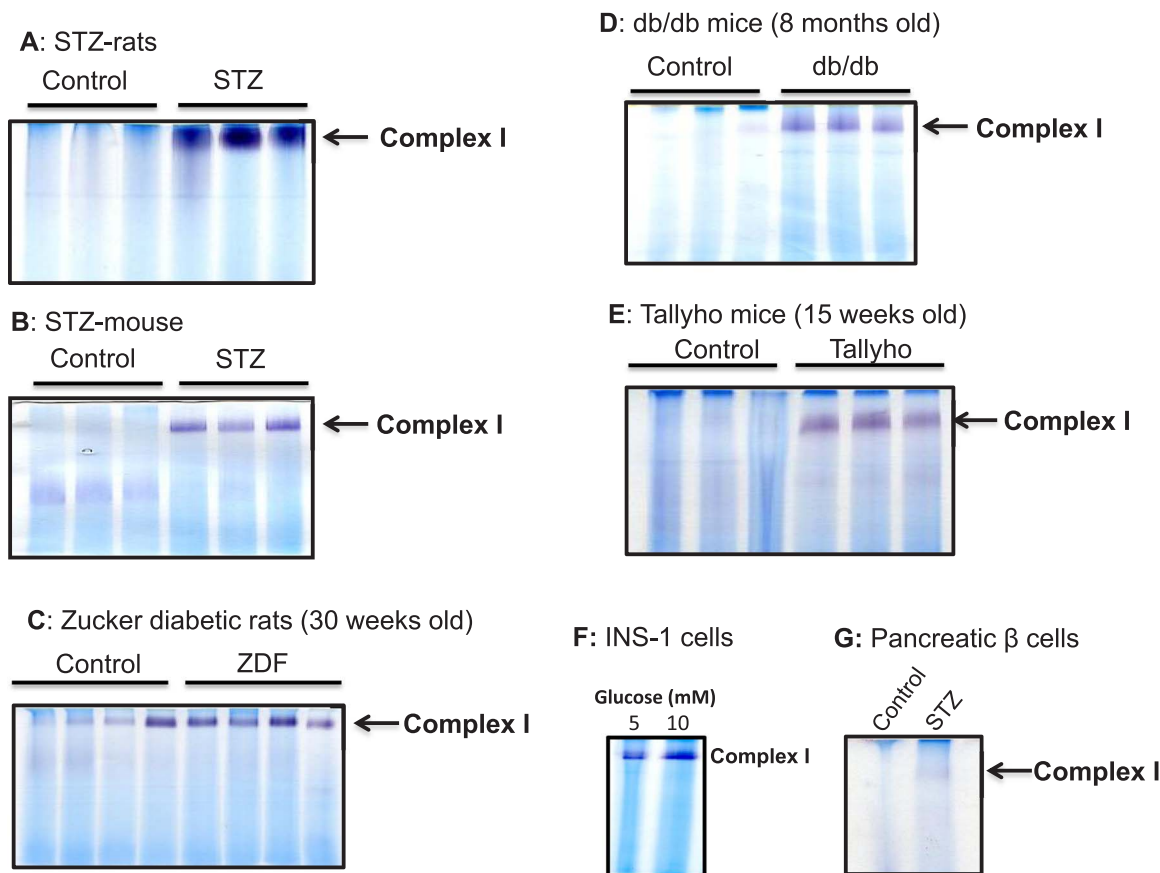 A: STZ-rats
Control STZ
Complex I
B: STZ-mouse
Control STZ
Complex I
C: Zucker diabetic rats (30 weeks old)
Control ZDF
Complex I
D: db/db mice (8 months old)
Control db/db
Complex I
E: Tallyho mice (15 weeks old)
Control Tallyho
Complex I
F: INS-1 cells
Glucose (mM)
5 10
Complex I
G: Pancreatic β cells
Control STZ
Complex I